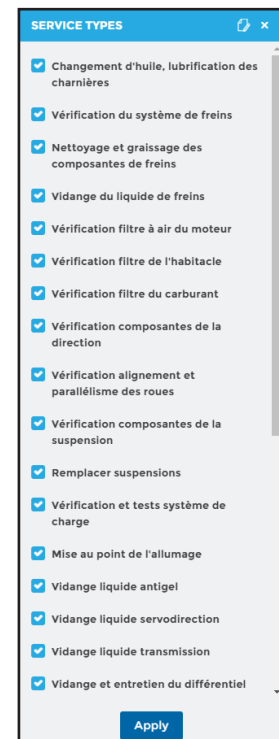 SERVICE TYPES
Changement d'huile, lubrification des
charnières
Vérification du système de freins
Nettoyage et graissage des
composantes de freins
Vidange du liquide de freins
Vérification filtre à air du moteur
Vérification filtre de l'habitacle
Vérification filtre du carburant
Vérification composantes de la
direction
Vérification alignement et
parallélisme des roues
Vérification composantes de la
suspension
Remplacer suspensions
Vérification et tests système de
charge
Mise au point de l'allumage
Vidange liquide antigel
Vidange liquide servodirection
Vidange liquide transmission
Vidange et entretien du différentiel
Apply